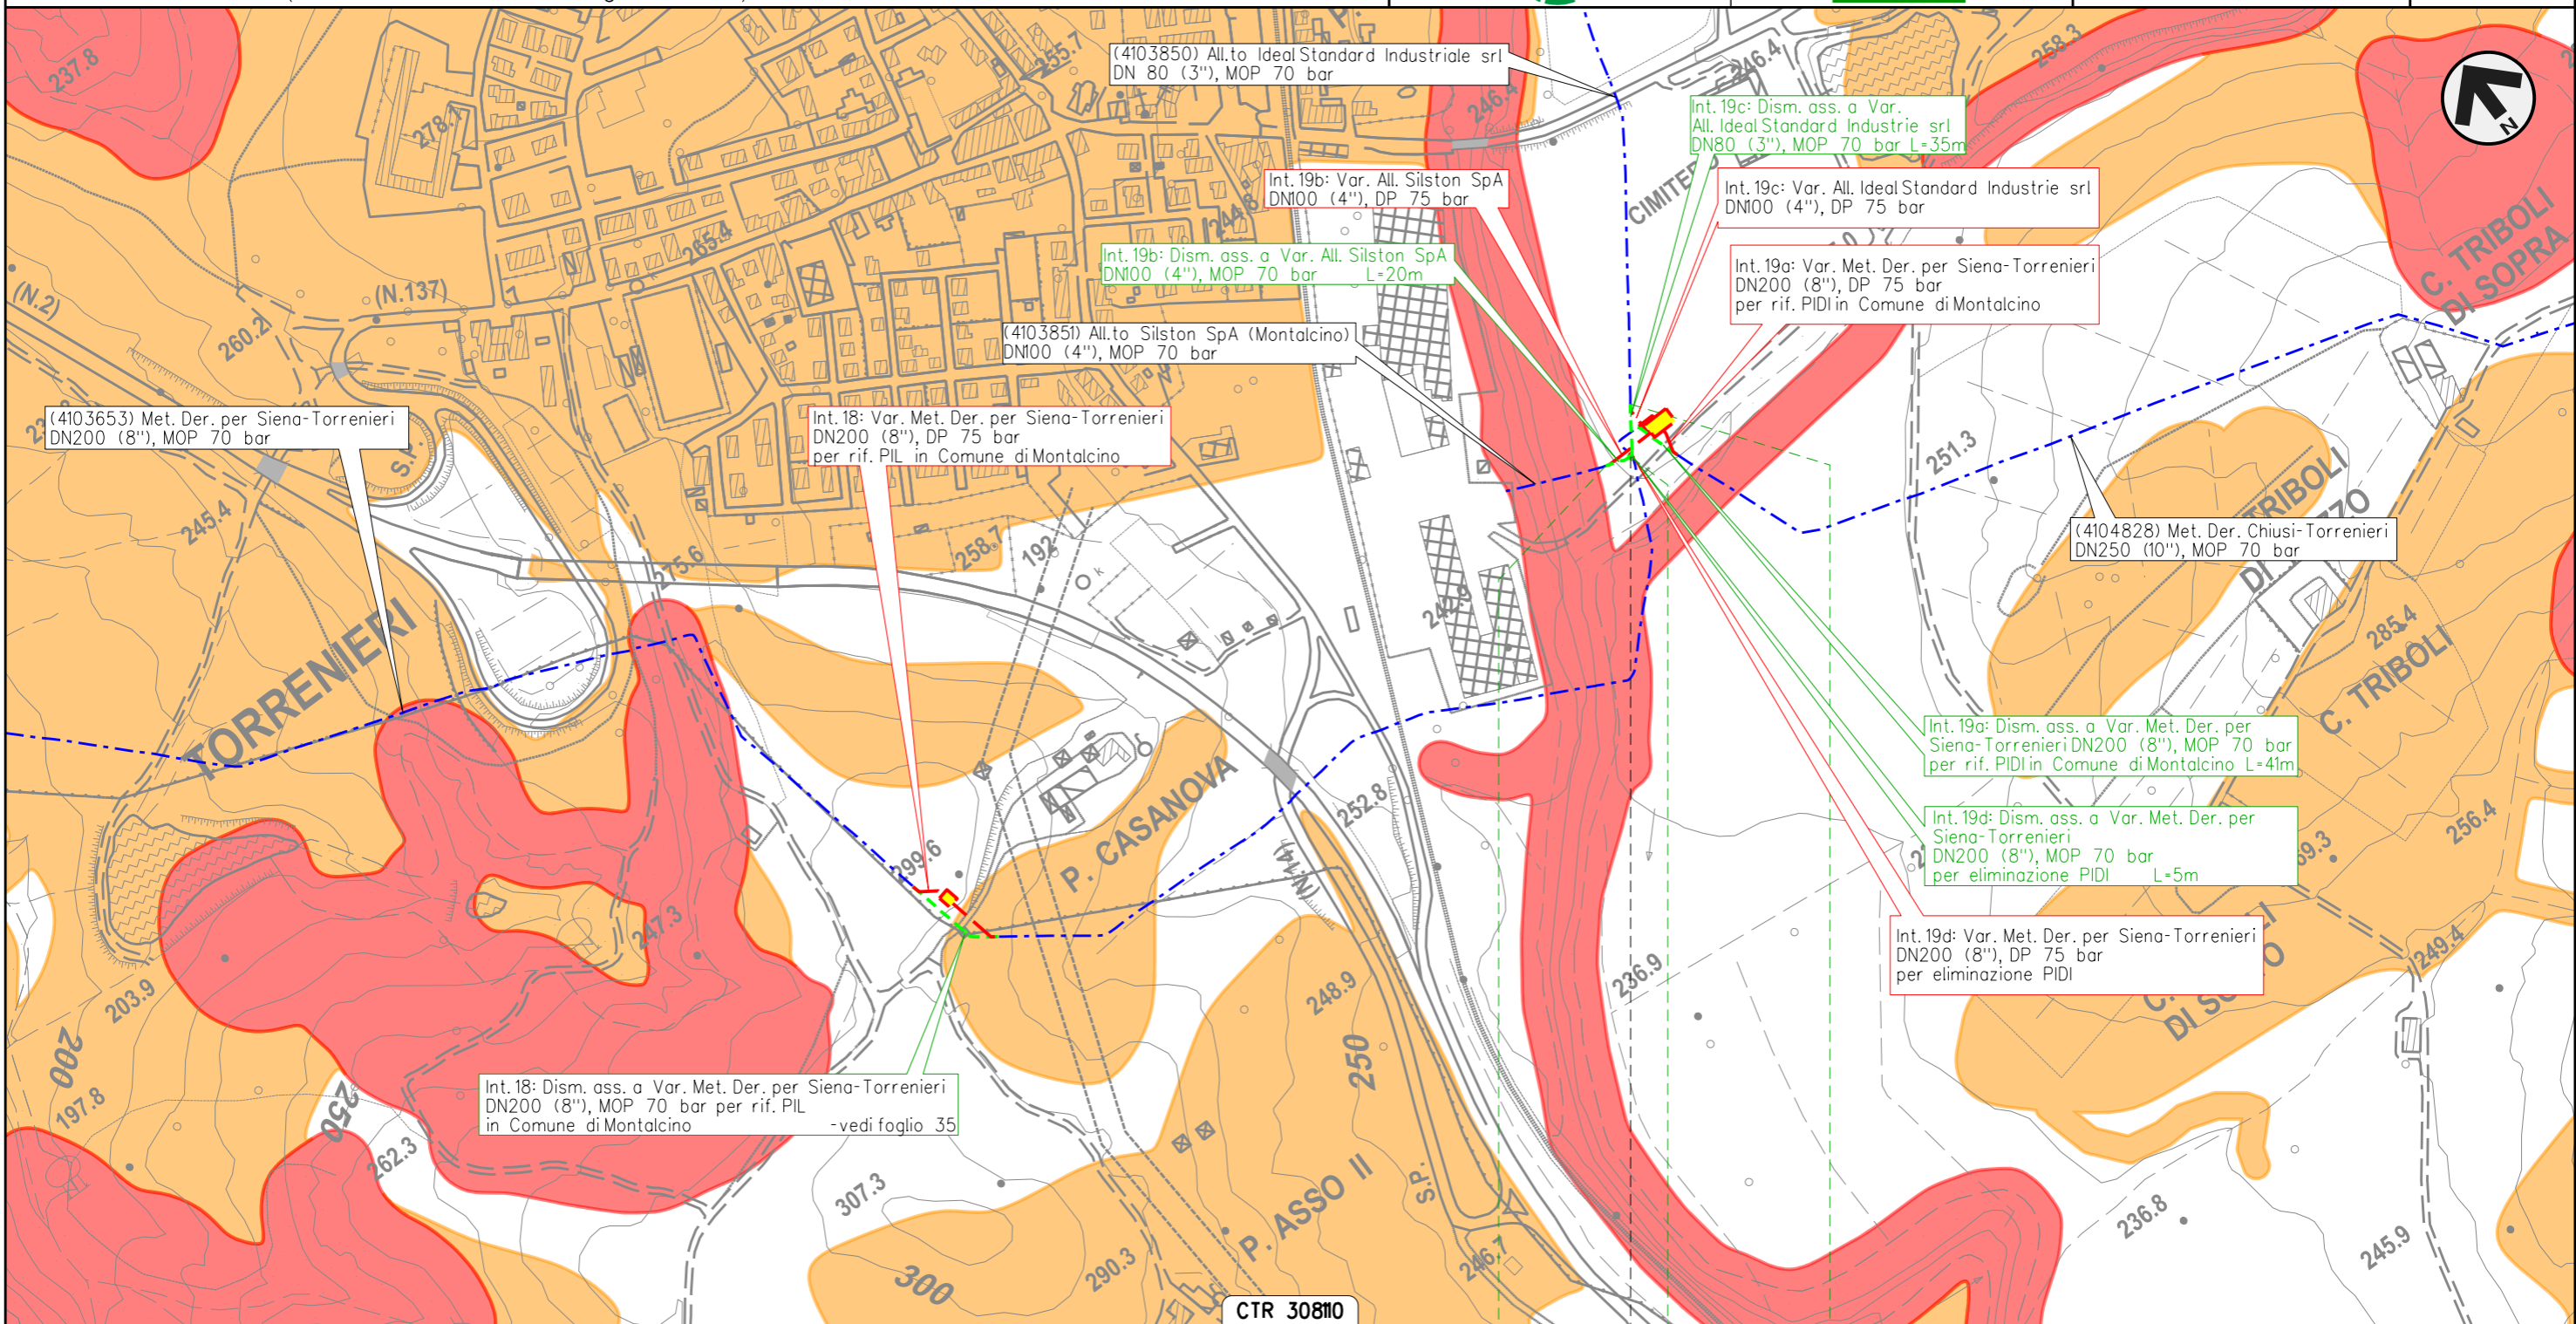 237.8
278.1
255.7
(4103850) All.to Ideal Standard Industriale srl
DN 80 (3"), MOP 70 bar
246.4
246.4
258.3
N
Int. 19c: Dism. ass. a Var.
All. Ideal Standard Industrie srl
DN80 (3"), MOP 70 bar L=35m
Int. 19b: Var. All. Silston SpA
DN100 (4"), DP 75 bar
Int. 19c: Var. All. Ideal Standard Industrie srl
DN100 (4"), DP 75 bar
265.4
244.8
Int. 19b: Dism. ass. a Var. All. Silston SpA
DN100 (4"), MOP 70 bar L=20m
Int. 19a: Var. Met. Der. per Siena-Torrenieri
DN200 (8"), DP 75 bar
per rif. PIDI in Comune di Montalcino
C. TRIBOLI
DI SOPRA
(N.2)
(N.137)
260.2
(4103851) All.to Silston SpA (Montalcino)
DN100 (4"), MOP 70 bar
(4103653) Met. Der. per Siena-Torrenieri
DN200 (8"), MOP 70 bar
Int. 18: Var. Met. Der. per Siena-Torrenieri
DN200 (8"), DP 75 bar
per rif. PIL in Comune di Montalcino
251.3
245.4
258.7
192
275.6
(4104828) Met. Der. Chiusi-Torrenieri
DN250 (10"), MOP 70 bar
TRIBOLI
242.9
285.4
C. TRIBOLI
TORRENIERI
Int. 19a: Dism. ass. a Var. Met. Der. per
Siena-Torrenieri DN200 (8"), MOP 70 bar
per rif. PIDI in Comune di Montalcino L=41m
P. CASANOVA
252.8
256.4
Int. 19d: Dism. ass. a Var. Met. Der. per
Siena-Torrenieri
DN200 (8"), MOP 70 bar
per eliminazione PIDI L=5m
299.6
(N.14)
247.3
Int. 19d: Var. Met. Der. per Siena-Torrenieri
DN200 (8"), DP 75 bar
per eliminazione PIDI
249.4
203.9
248.9
236.9
200
250
197.8
250
262.3
Int. 18: Dism. ass. a Var. Met. Der. per Siena-Torrenieri
DN200 (8"), MOP 70 bar per rif. PIL
in Comune di Montalcino -vedi foglio 35
307.3
P. ASSO II
S.P.
236.8
245.9
300
290.3
246.7
CTR 308110